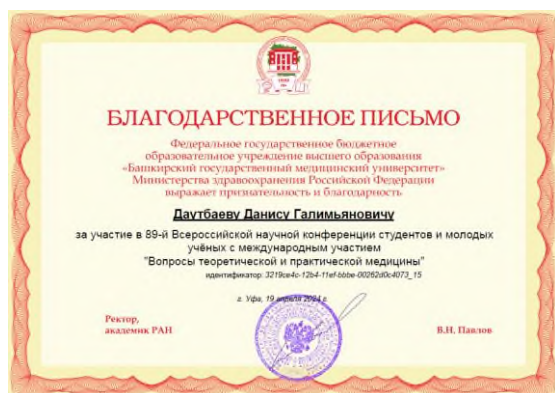 БЛАГОДАРСТВЕННОЕ ПИСЬМО
Федеральное государственное бюджетное
образовательное учреждение высшего образования
«Башкирский государственный медицинский университет»
Министерства здравоохранения Российской Федерации
выражает признательность и благодарность
Даутбаеву Данису Галимьяновичу
за участие в 89-й Всероссийской научной конференции студентов и молодых
учёных с международным участием
"Вопросы теоретической и практической медицины"
идентификатор: 3219ce4c-12b4-11ef-bbbe-00262d0c4073_15
г. Уфа, 19 апреля 2024 г.
Ректор,
академик РАН
В.Н. Павлов